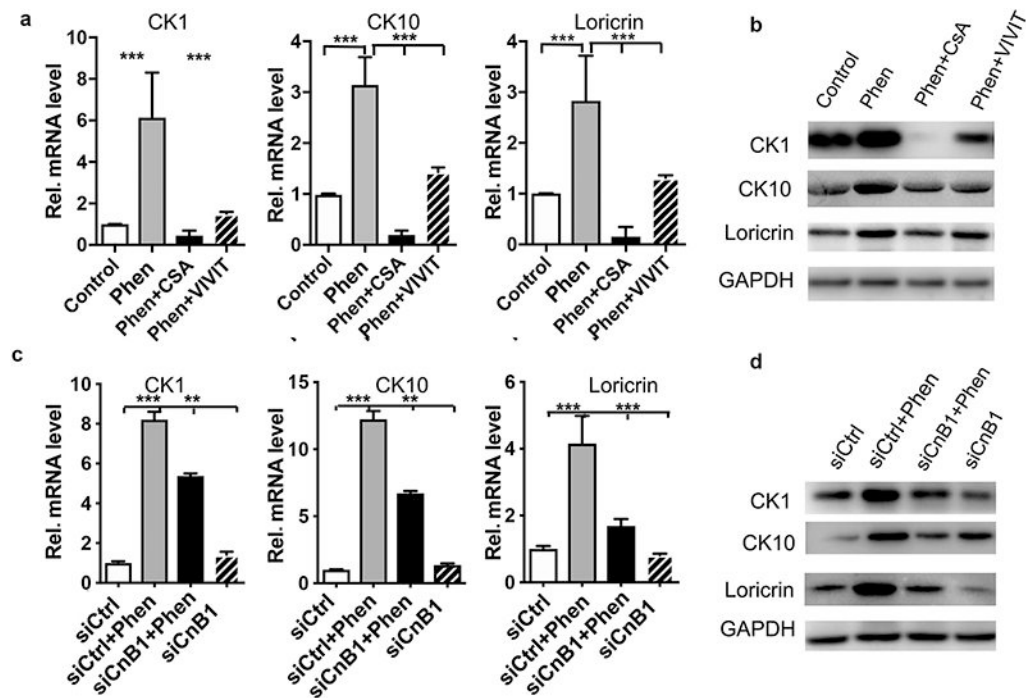 a
CK1
CK10
Loricrin
Rel. mRNA level
10
8
6
4
2
0
***
***
Control
Phen
Phen+CSA
Phen+VIVIT
Rel. mRNA level
4
3
2
1
0
***
***
Control
Phen
Phen+CSA
Phen+VIVIT
Rel. mRNA level
4
3
2
1
0
***
***
Control
Phen
Phen+CSA
Phen+VIVIT
b
Control
Phen
Phen+CsA
Phen+VIVIT
CK1
CK10
Loricrin
GAPDH
c
CK1
CK10
Loricrin
Rel. mRNA level
10
8
6
4
2
0
***
**
siCtrl
siCtrl+Phen
siCnB1+Phen
siCnB1
Rel. mRNA level
15
10
5
0
***
**
siCtrl
siCtrl+Phen
siCnB1+Phen
siCnB1
Rel. mRNA level
6
4
2
0
***
***
siCtrl
siCtrl+Phen
siCnB1+Phen
siCnB1
d
siCtrl
siCtrl+Phen
siCnB1+Phen
siCnB1
CK1
CK10
Loricrin
GAPDH